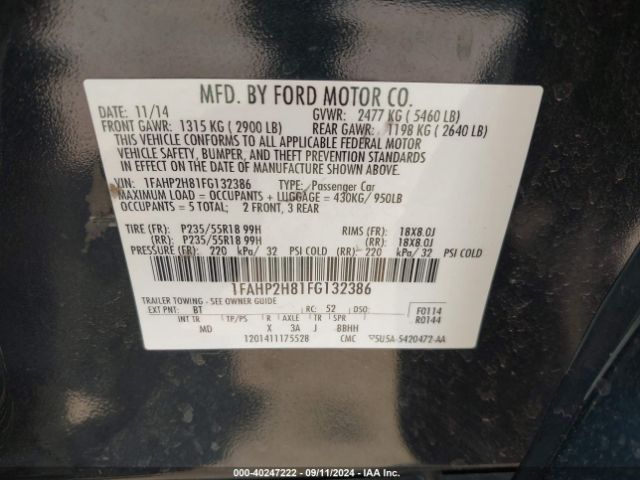 MFD. BY FORD MOTOR CO.
DATE: 11/14 GVWR: 2477 KG ( 5460 LB)
FRONT GAWR: 1315 KG ( 2900 LB) REAR GAWR: 1198 KG ( 2640 LB)
THIS VEHICLE CONFORMS TO ALL APPLICABLE FEDERAL MOTOR
VEHICLE SAFETY, BUMPER, AND THEFT PREVENTION STANDARDS
IN EFFECT ON THE DATE OF MANUFACTURE SHOWN ABOVE.
VIN: 1FAHP2H81FG132386 TYPE: Passenger Car
MAXIMUM LOAD = OCCUPANTS + LUGGAGE = 430KG/ 950LB
OCCUPANTS = 5 TOTAL: 2 FRONT, 3 REAR
TIRE (FR): P235/55R18 99H RIMS (FR): 18X8.0J
(RR): P235/55R18 99H (RR): 18X8.0J
PRESSURE (FR): 220 kPa/ 32 PSI COLD (RR): 220 kPa/ 32 PSI COLD
1FAHP2H81FG132386
TRAILER TOWING - SEE OWNER GUIDE
EXT PNT: BT RC: 52 DSO: F0114
INT TR TP/PS R AXLE TR SPR R0144
MD X 3A J BBHH
1201411175528 CMC 5U5A-5420472-AA
000-40247222 - 09/11/2024 - IAA Inc.